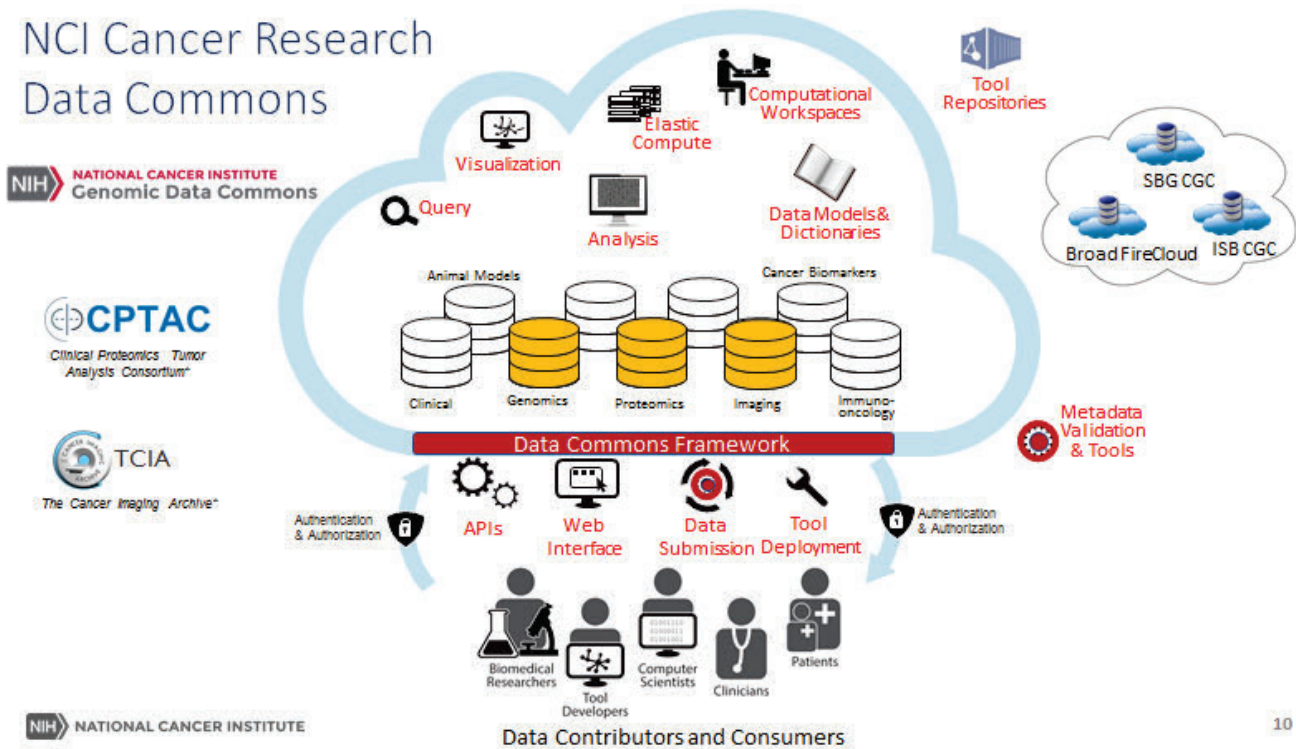 NCI Cancer Research
Data Commons
NIH
NATIONAL CANCER INSTITUTE
Genomic Data Commons
CPTAC
Clinical Proteomics Tumor
Analysis Consortium*
TCIA
The Cancer Imaging Archive*
Visualization
Elastic
Compute
Computational
Workspaces
Tool
Repositories
Query
Analysis
Data Models &
Dictionaries
SBG CGC
Broad FireCloud
ISB CGC
Animal Models
Cancer Biomarkers
Clinical
Genomics
Proteomics
Imaging
Immuno-
oncology
Data Commons Framework
Metadata
Validation
& Tools
Authentication
& Authorization
APIs
Web
Interface
Data
Submission
Tool
Deployment
Authentication
& Authorization
01001110
01000011
01001001
Biomedical
Researchers
Tool
Developers
Computer
Scientists
Clinicians
Patients
Data Contributors and Consumers
NIH
NATIONAL CANCER INSTITUTE
10